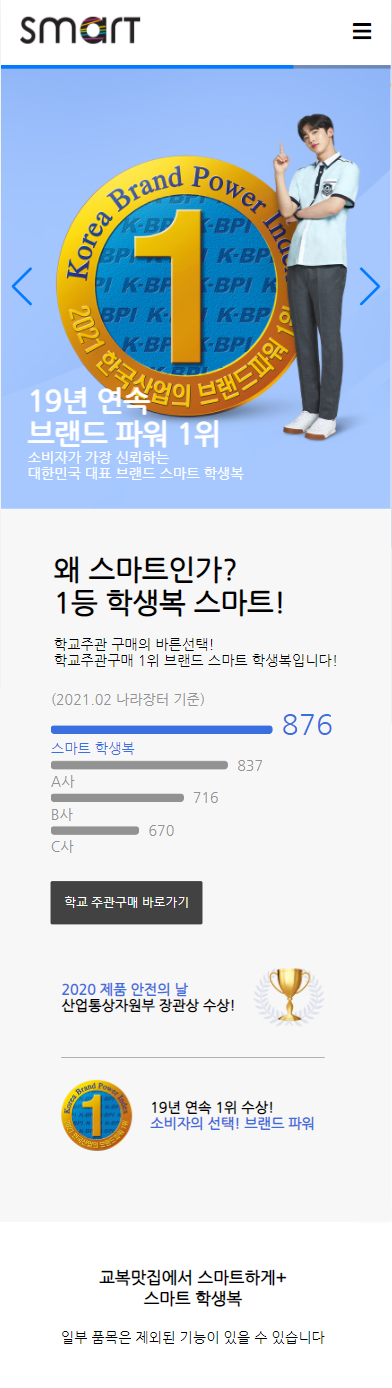 smart
Korea Brand Power Index
K-BPI K-BPI K-BPI
1
2021 한국산업의 브랜드파워 1위
19년 연속
브랜드 파워 1위
소비자가 가장 신뢰하는
대한민국 대표 브랜드 스마트 학생복
왜 스마트인가?
1등 학생복 스마트!
학교주관 구매의 바른선택!
학교주관구매 1위 브랜드 스마트 학생복입니다!
(2021.02 나라장터 기준)
876
스마트 학생복
837
A사
716
B사
670
C사
학교 주관구매 바로가기
2020 제품 안전의 날
산업통상자원부 장관상 수상!
Korea Brand Power Index
1
19년 연속 1위 수상!
소비자의 선택! 브랜드 파워
교복맛집에서 스마트하게+
스마트 학생복
일부 품목은 제외된 기능이 있을 수 있습니다